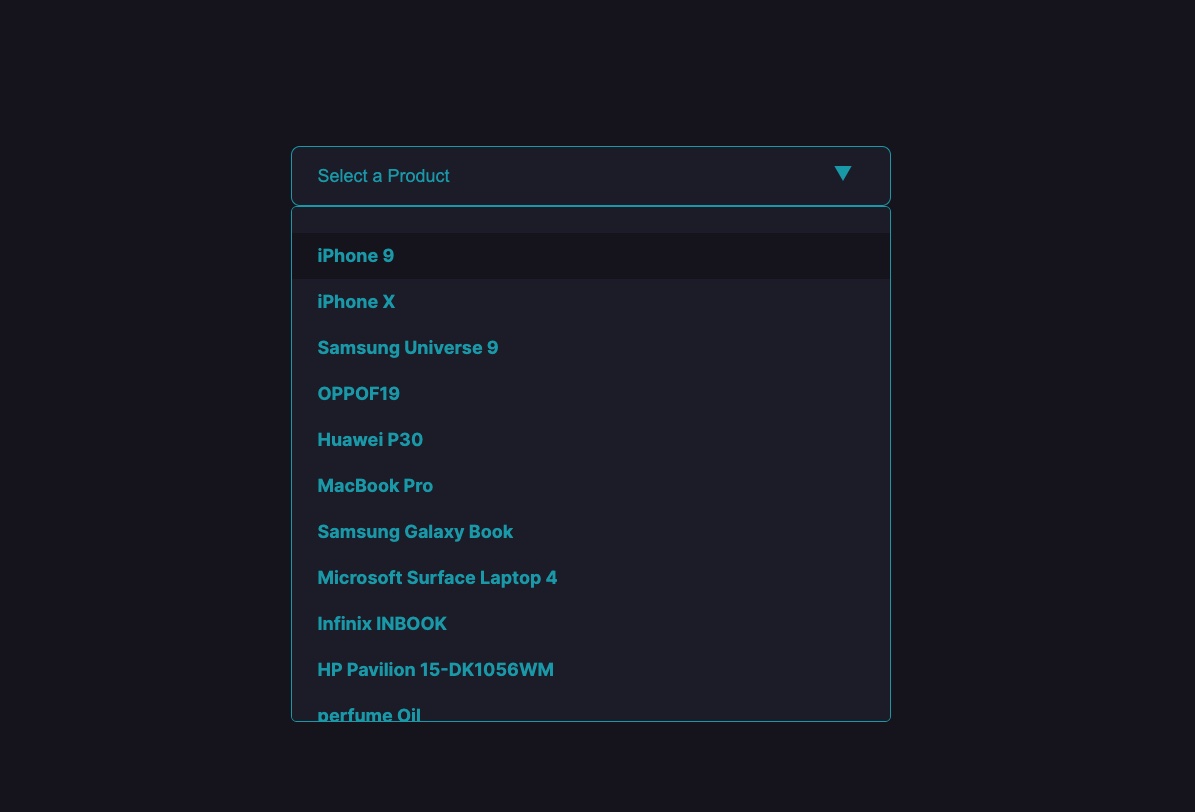 Select a Product
iPhone 9
iPhone X
Samsung Universe 9
OPPOF19
Huawei P30
MacBook Pro
Samsung Galaxy Book
Microsoft Surface Laptop 4
Infinix INBOOK
HP Pavilion 15-DK1056WM
perfume Oil